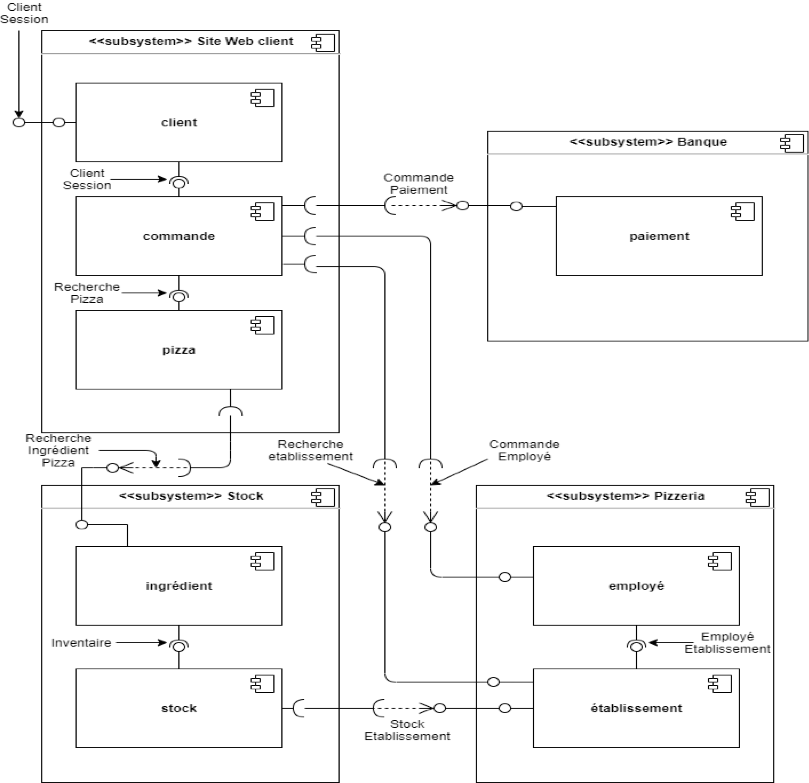 Client
Session
<<subsystem>> Site Web client
client
Client
Session
commande
Recherche
Pizza
pizza
Commande
Paiement
<<subsystem>> Banque
paiement
Recherche
Ingrédient
Pizza
Recherche
etablissement
Commande
Employé
<<subsystem>> Stock
ingrédient
Inventaire
stock
Stock
Etablissement
<<subsystem>> Pizzeria
employé
Employé
Etablissement
établissement